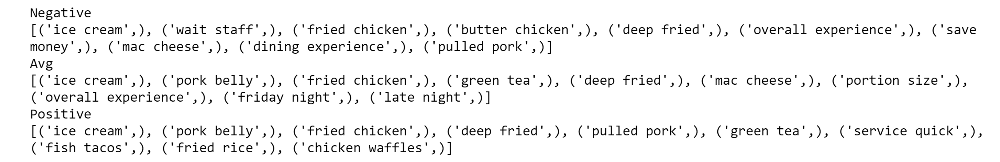 Negative
[('ice cream',), ('wait staff',), ('fried chicken',), ('butter chicken',), ('deep fried',), ('overall experience',), ('save
money',), ('mac cheese',), ('dining experience',), ('pulled pork',)]
Avg
[('ice cream',), ('pork belly',), ('fried chicken',), ('green tea',), ('deep fried',), ('mac cheese',), ('portion size',),
('overall experience',), ('friday night',), ('late night',)]
Positive
[('ice cream',), ('pork belly',), ('fried chicken',), ('deep fried',), ('pulled pork',), ('green tea',), ('service quick',),
('fish tacos',), ('fried rice',), ('chicken waffles',)]